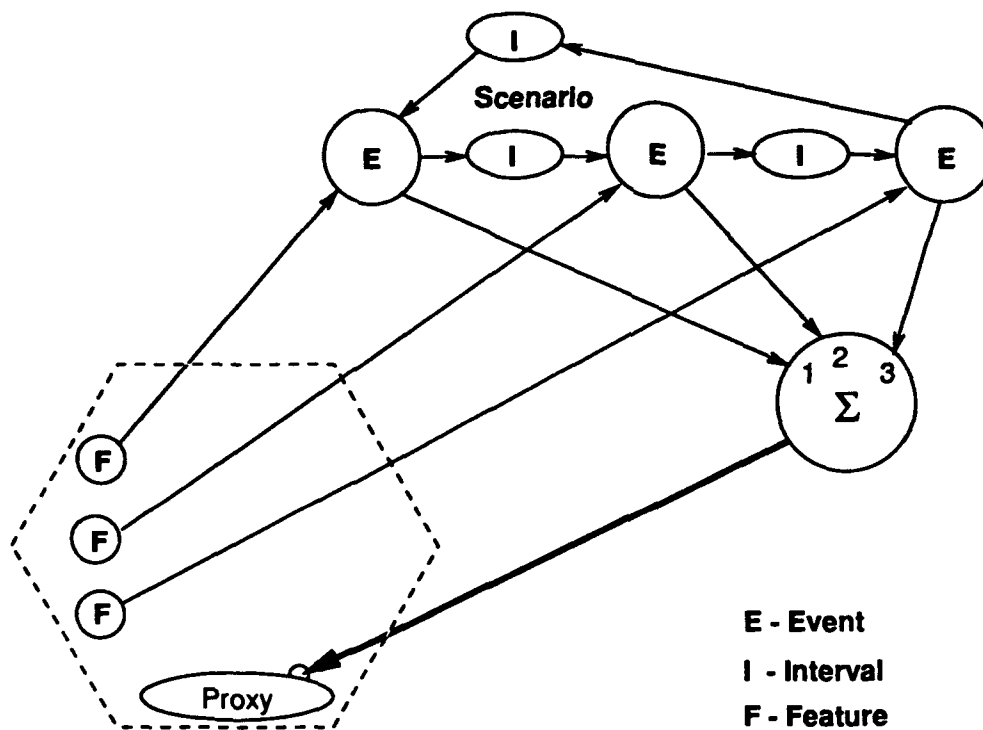 I
Scenario
E
I
E
I
E
1
2
3
Σ
F
F
F
Proxy
E - Event
I - Interval
F - Feature